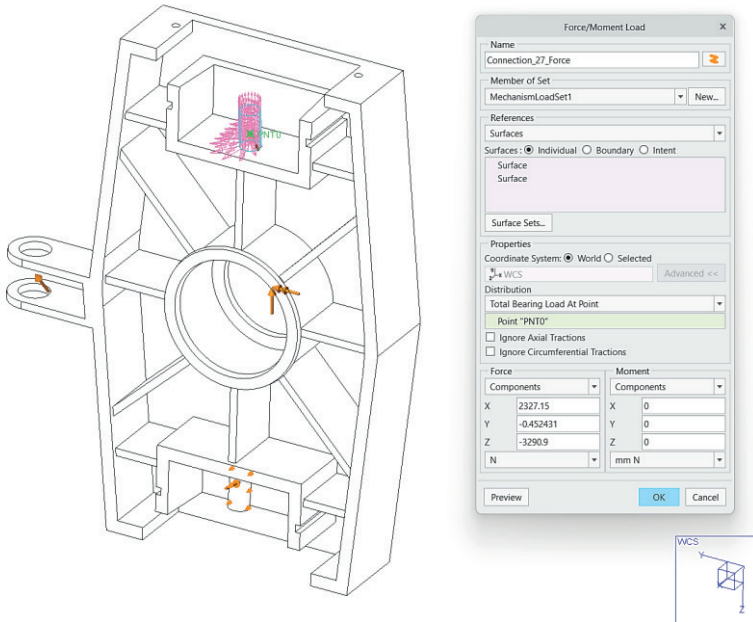 PNT0
Force/Moment Load
x
Name
Connection_27_Force
Member of Set
MechanismLoadSet1
New...
References
Surfaces
Surfaces : Individual Boundary Intent
Surface
Surface
Surface Sets...
Properties
Coordinate System: World Selected
WCS
Advanced <<
Distribution
Total Bearing Load At Point
Point "PNT0"
Ignore Axial Tractions
Ignore Circumferential Tractions
Force Moment
Components Components
X 2327.15 X 0
Y -0.452431 Y 0
Z -3290.9 Z 0
N mm N
Preview OK Cancel
WCS
Y
Z